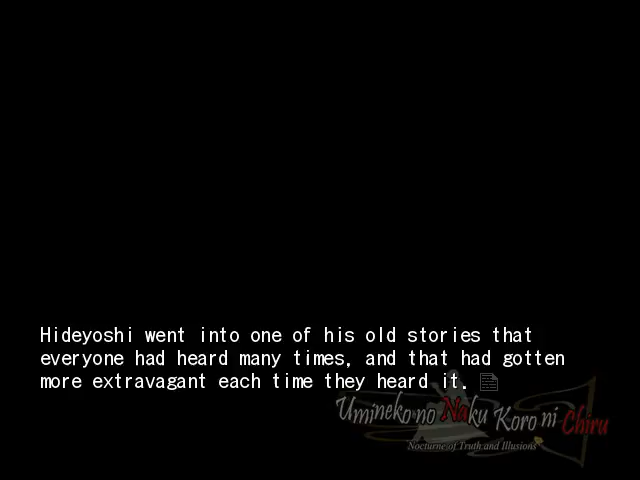 Hideyoshi went into one of his old stories that
everyone had heard many times, and that had gotten
more extravagant each time they heard it.
Umineko no Naku Koro ni Chiru
Nocturne of Truth and Illusions